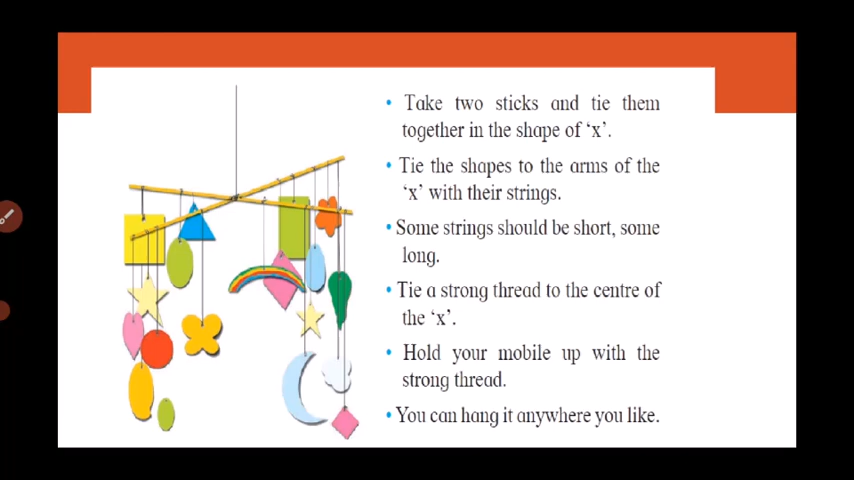 • Take two sticks and tie them
together in the shape of ‘x’.
• Tie the shapes to the arms of the
‘x’ with their strings.
• Some strings should be short, some
long.
• Tie a strong thread to the centre of
the ‘x’.
• Hold your mobile up with the
strong thread.
• You can hang it anywhere you like.